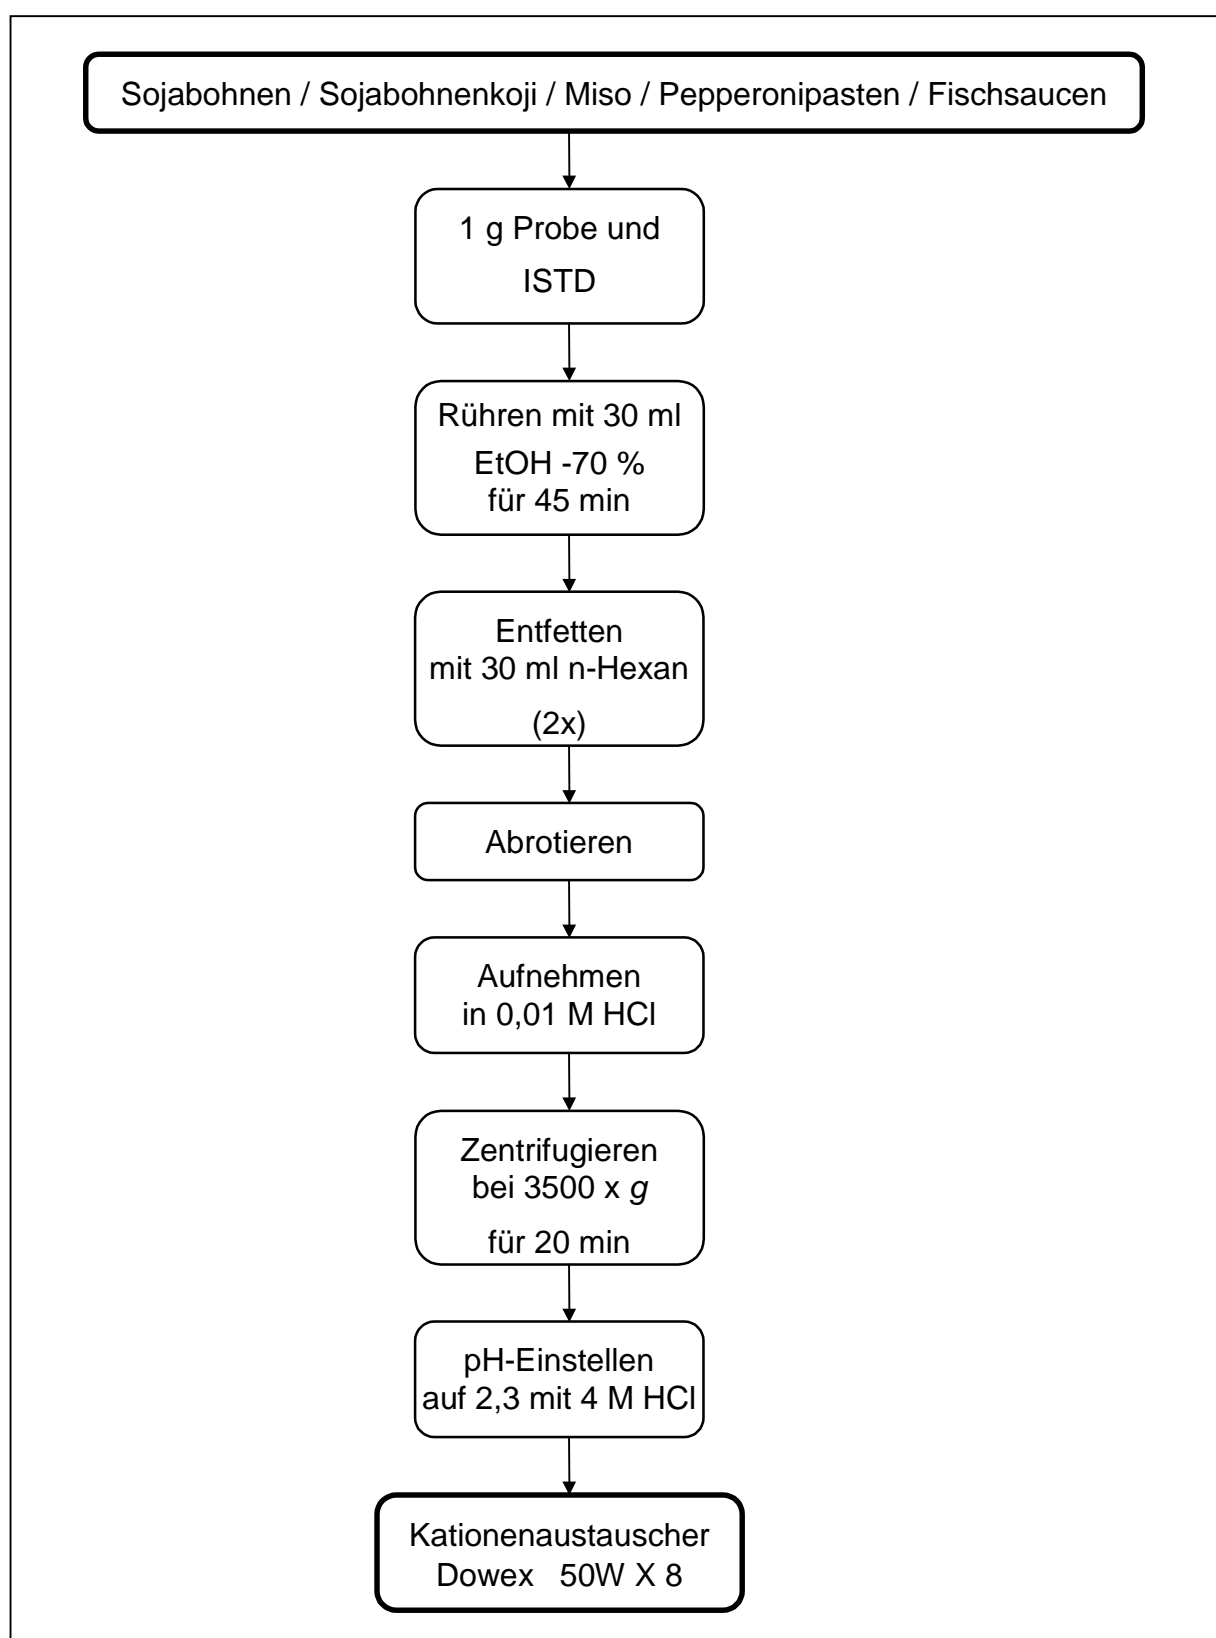 Sojabohnen / Sojabohnenkoji / Miso / Pepperonipasten / Fischsaucen
1 g Probe und
ISTD
Rühren mit 30 ml
EtOH -70 %
für 45 min
Entfetten
mit 30 ml n-Hexan
(2x)
Abrotieren
Aufnehmen
in 0,01 M HCl
Zentrifugieren
bei 3500 x g
für 20 min
pH-Einstellen
auf 2,3 mit 4 M HCl
Kationenaustauscher
Dowex 50W X 8